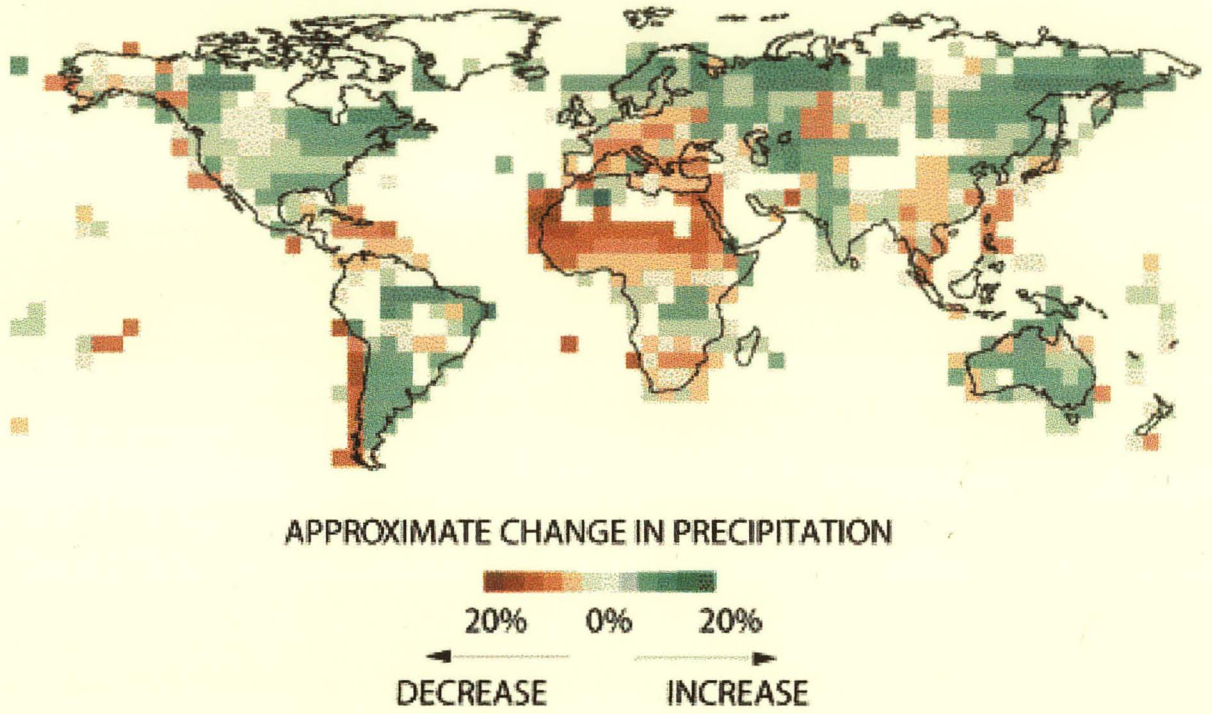 APPROXIMATE CHANGE IN PRECIPITATION
20% 0% 20%
DECREASE INCREASE